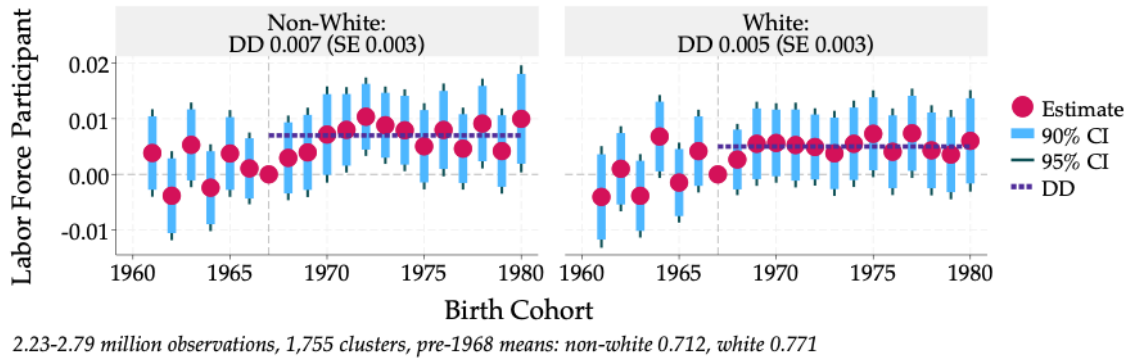 Non-White:
DD 0.007 (SE 0.003)
White:
DD 0.005 (SE 0.003)
Labor Force Participant
0.02
0.01
0.00
-0.01
1960 1965 1970 1975 1980
1960 1965 1970 1975 1980
Birth Cohort
Estimate
90% CI
95% CI
DD
2.23-2.79 million observations, 1,755 clusters, pre-1968 means: non-white 0.712, white 0.771